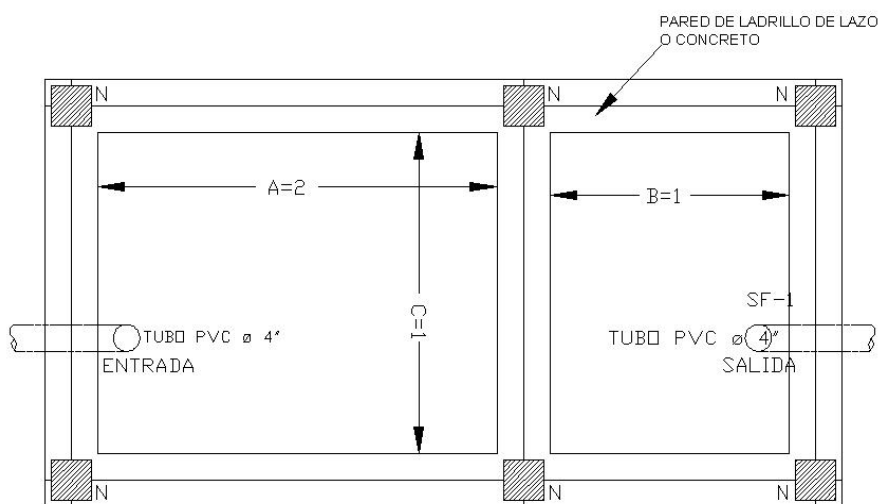 PARED DE LADRILLO DE LAZO
O CONCRETO
N
N
N
A=2
B=1
C=1
SF-1
TUBO PVC ø 4"
TUBO PVC ø 4"
ENTRADA
SALIDA
N
N
N